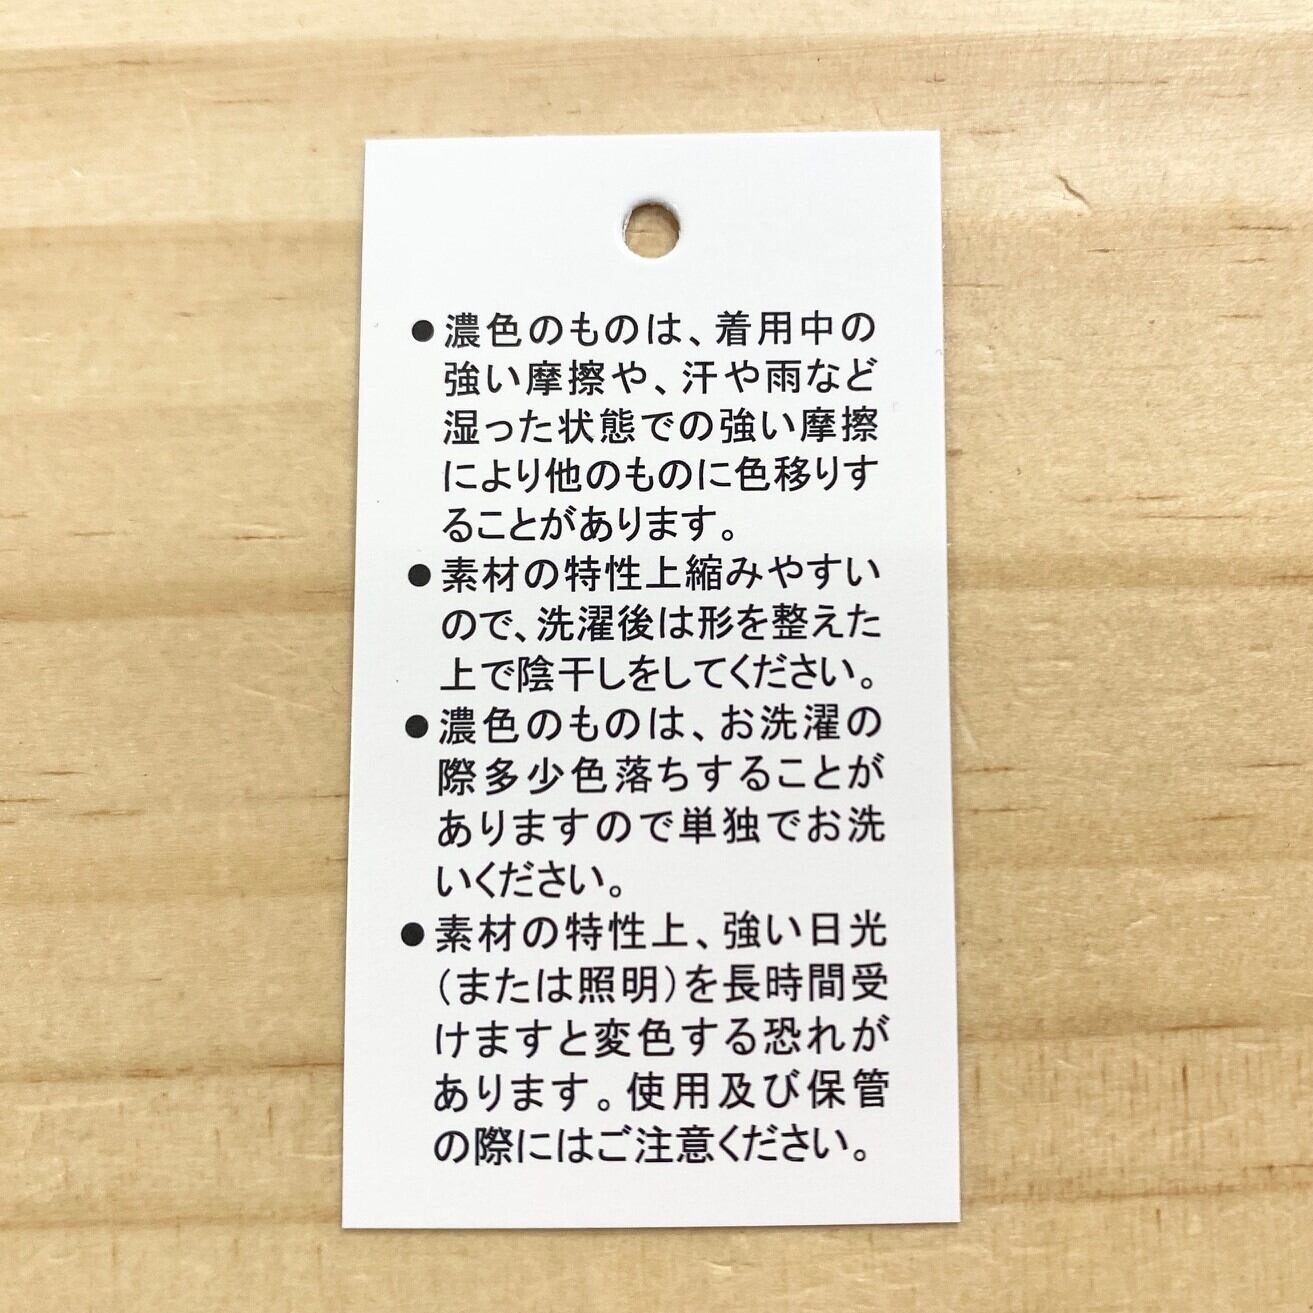 ●濃色のものは、着用中の
強い摩擦や、汗や雨など
湿った状態での強い摩擦
により他のものに色移りす
ることがあります。
●素材の特性上縮みやすい
ので、洗濯後は形を整えた
上で陰干しをしてください。
●濃色のものは、お洗濯の
際多少色落ちすることが
ありますので単独でお洗
いください。
●素材の特性上、強い日光
(または照明)を長時間受
けますと変色する恐れが
あります。使用及び保管
の際にはご注意ください。